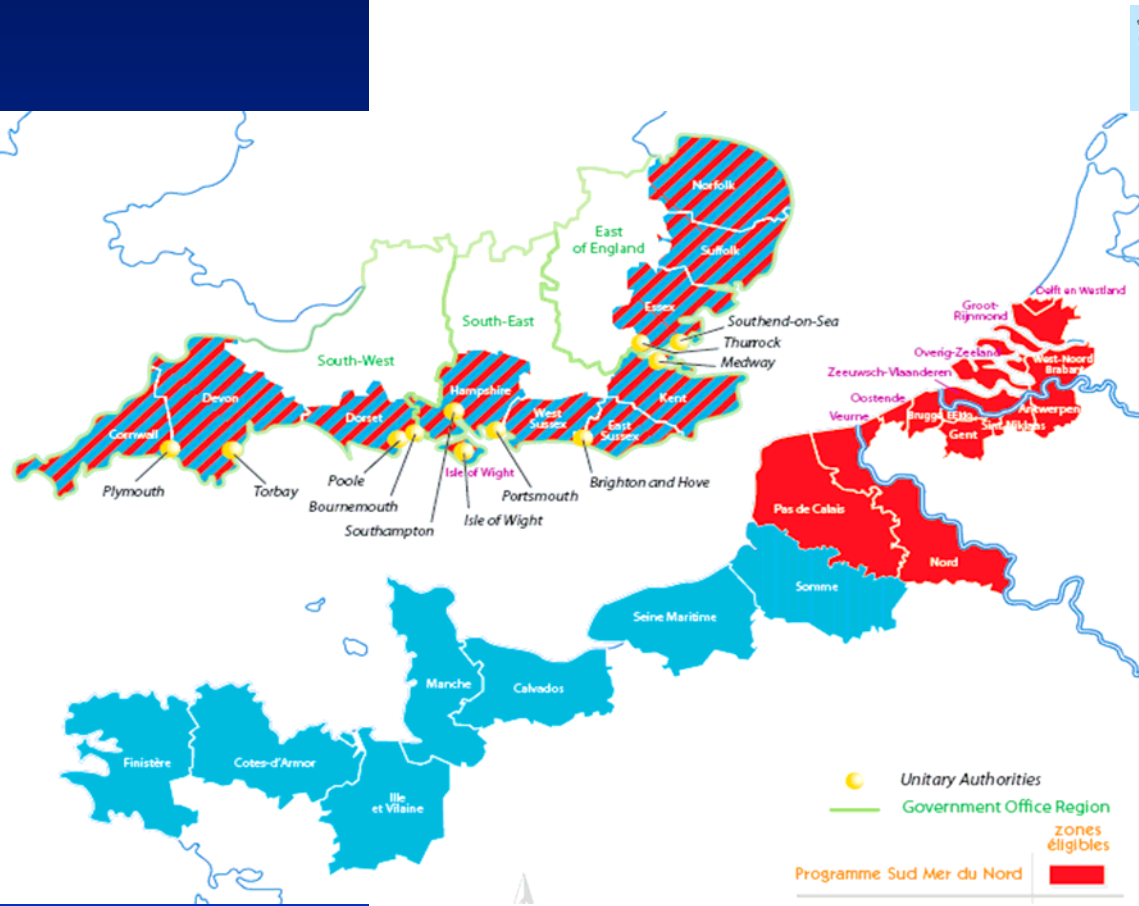 Norfolk
East
of England
Suffolk
Essex
Delft en Westland
Groot-
Rijnmond
Southend-on-Sea
South-East
Thurrock
Medway
Overig-Zeeland
West-Noord
Brabant
South-West
Zeeuwsch-Vlaanderen
Hampshire
Devon
Kent
Oostende
Antwerpen
Dorset
West
Sussex
Veurne
Brugge
Eeklo
Sint-Niklaas
East
Sussex
Gent
Cornwall
Isle of Wight
Poole
Brighton and Hove
Plymouth
Torbay
Portsmouth
Bournemouth
Isle of Wight
Southampton
Pas de Calais
Nord
Somme
Seine Maritime
Manche
Calvados
Finistère
Cotes-d'Armor
Ille
et Vilaine
Unitary Authorities
Government Office Region
zones
éligibles
Programme Sud Mer du Nord